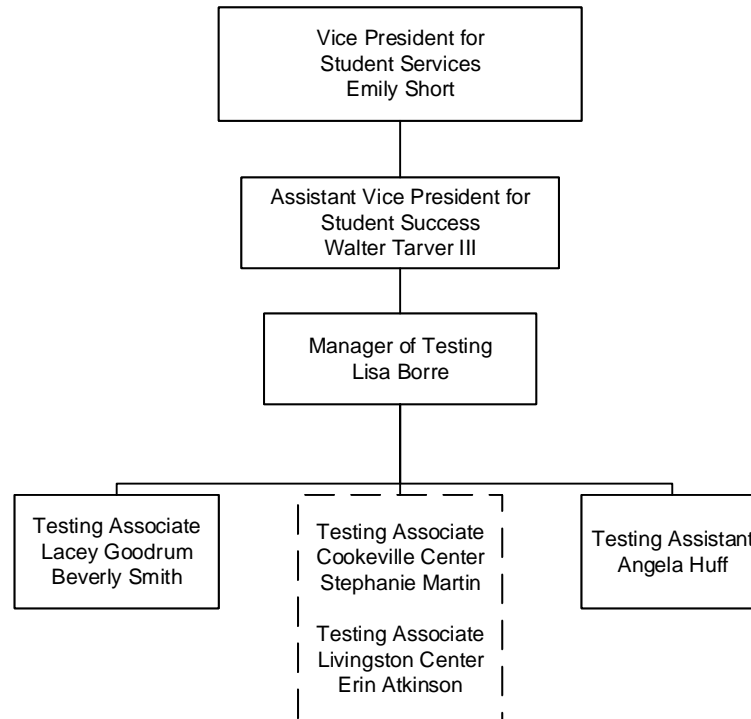 Vice President for
Student Services
Emily Short
Assistant Vice President for
Student Success
Walter Tarver III
Manager of Testing
Lisa Borre
Testing Associate
Lacey Goodrum
Beverly Smith
Testing Associate
Cookeville Center
Stephanie Martin
Testing Associate
Livingston Center
Erin Atkinson
Testing Assistant
Angela Huff